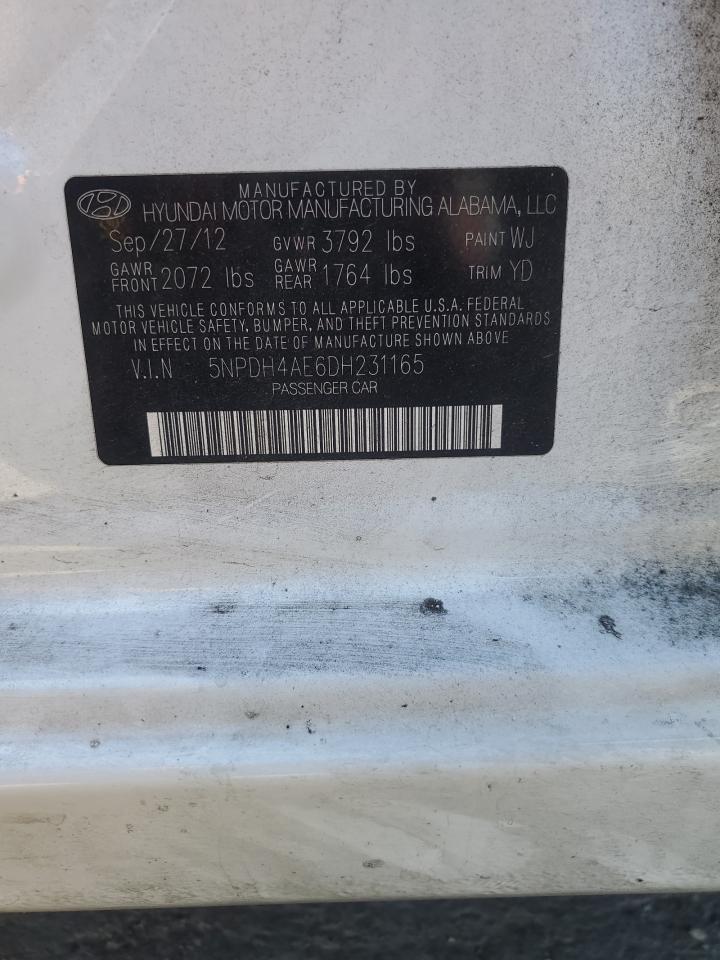 MANUFACTURED BY
HYUNDAI MOTOR MANUFACTURING ALABAMA, LLC
Sep/27/12 GVWR 3792 lbs PAINT WJ
GAWR FRONT 2072 lbs GAWR REAR 1764 lbs TRIM YD
THIS VEHICLE CONFORMS TO ALL APPLICABLE U.S.A. FEDERAL
MOTOR VEHICLE SAFETY, BUMPER, AND THEFT PREVENTION STANDARDS
IN EFFECT ON THE DATE OF MANUFACTURE SHOWN ABOVE
V.I.N 5NPDH4AE6DH231165
PASSENGER CAR